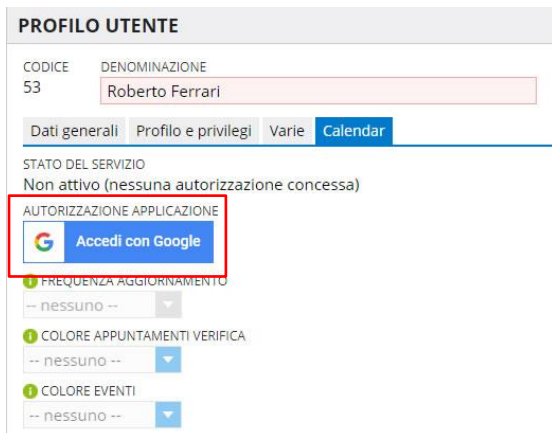 PROFILO UTENTE
CODICE DENOMINAZIONE
53 Roberto Ferrari
Dati generali Profilo e privilegi Varie Calendar
STATO DEL SERVIZIO
Non attivo (nessuna autorizzazione concessa)
AUTORIZZAZIONE APPLICAZIONE
G Accedi con Google
i FREQUENZA AGGIORNAMENTO
-- nessuno --
i COLORE APPUNTAMENTI VERIFICA
-- nessuno --
i COLORE EVENTI
-- nessuno --